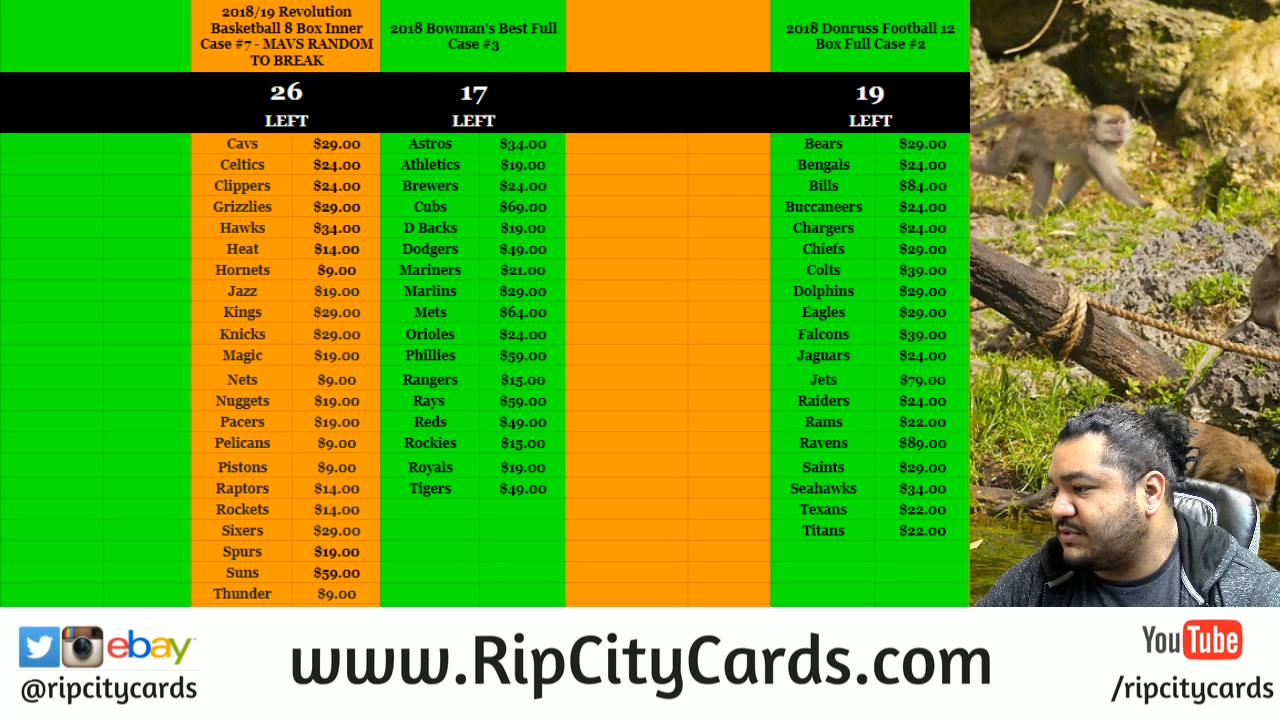 2018/19 Revolution
Basketball 8 Box Inner
Case #7 - MAVS RANDOM
TO BREAK
26
LEFT
Cavs $29.00
Celtics $24.00
Clippers $24.00
Grizzlies $29.00
Hawks $34.00
Heat $14.00
Hornets $9.00
Jazz $19.00
Kings $29.00
Knicks $29.00
Magic $19.00
Nets $9.00
Nuggets $19.00
Pacers $19.00
Pelicans $9.00
Pistons $9.00
Raptors $14.00
Rockets $14.00
Sixers $29.00
Spurs $19.00
Suns $59.00
Thunder $9.00
2018 Bowman's Best Full
Case #3
17
LEFT
Astros $34.00
Athletics $19.00
Brewers $24.00
Cubs $69.00
D Backs $19.00
Dodgers $49.00
Mariners $21.00
Marlins $29.00
Mets $64.00
Orioles $24.00
Phillies $59.00
Rangers $15.00
Rays $59.00
Reds $49.00
Rockies $15.00
Royals $19.00
Tigers $49.00
2018 Donruss Football 12
Box Full Case #2
19
LEFT
Bears $29.00
Bengals $24.00
Bills $84.00
Buccaneers $24.00
Chargers $24.00
Chiefs $29.00
Colts $39.00
Dolphins $29.00
Eagles $29.00
Falcons $39.00
Jaguars $24.00
Jets $79.00
Raiders $24.00
Rams $22.00
Ravens $89.00
Saints $29.00
Seahawks $34.00
Texans $22.00
Titans $22.00
ebay
@ripcitycards
www.RipCityCards.com
YouTube
/ripcitycards